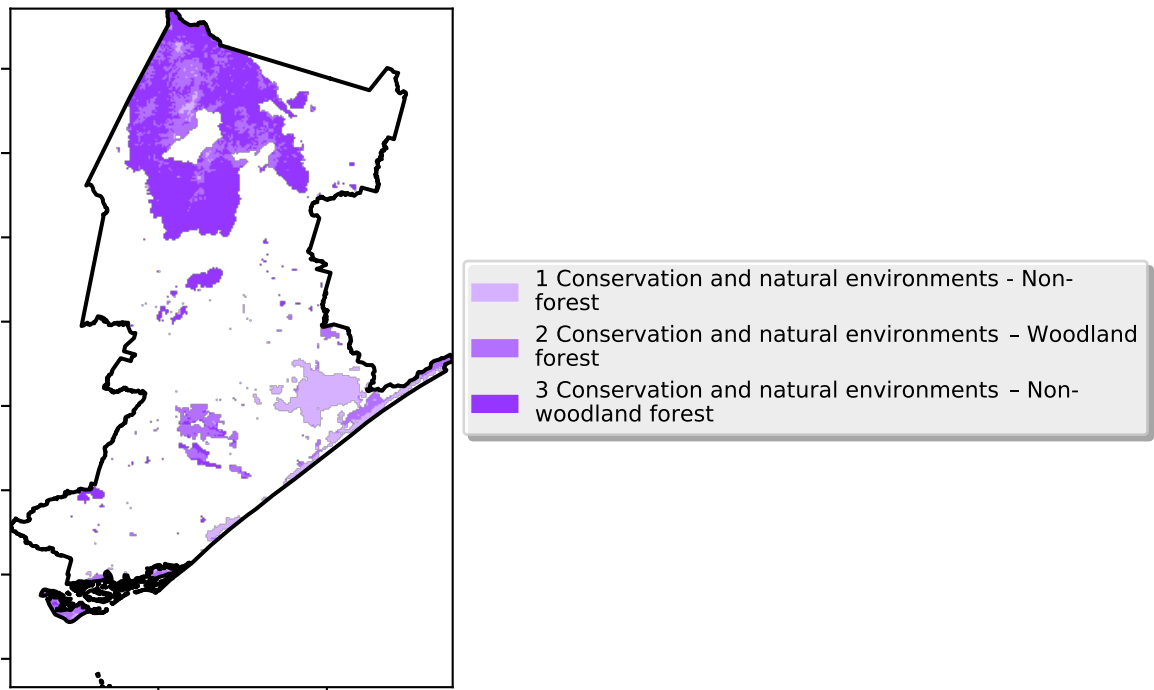 1 Conservation and natural environments - Non-
forest
2 Conservation and natural environments – Woodland
forest
3 Conservation and natural environments – Non-
woodland forest